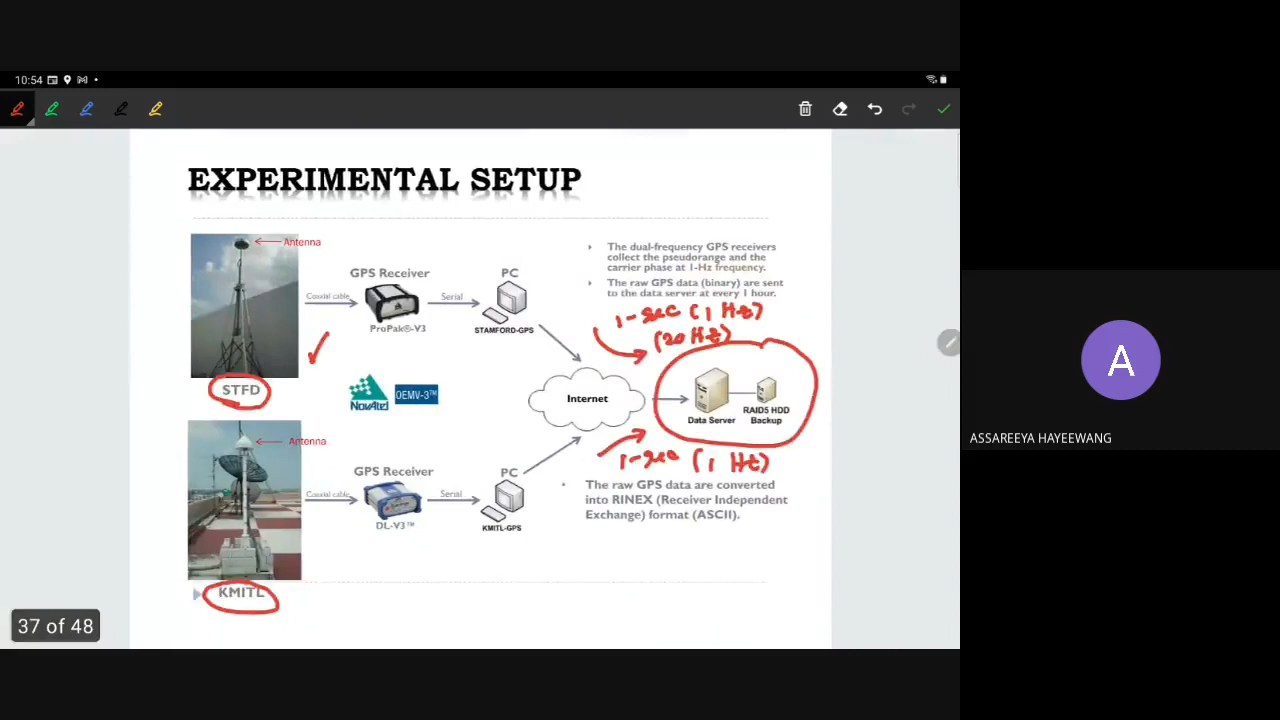 10:54
EXPERIMENTAL SETUP
Antenna
GPS Receiver
PC
Coaxial cable
Serial
ProPak®-V3
STAMFORD-GPS
STFD
NovAtel
OEMV-3™
Internet
The dual-frequency GPS receivers
collect the pseudorange and the
carrier phase at 1-Hz frequency.
The raw GPS data (binary) are sent
to the data server at every 1 hour.
1-sec (1 Hz)
(20 Hz)
Data Server
RAID5 HDD
Backup
1-sec (1 Hz)
Antenna
GPS Receiver
PC
Coaxial cable
Serial
DL-V3™
KMITL-GPS
KMITL
The raw GPS data are converted
into RINEX (Receiver Independent
Exchange) format (ASCII).
37 of 48
A
ASSAREEYA HAYEEWANG